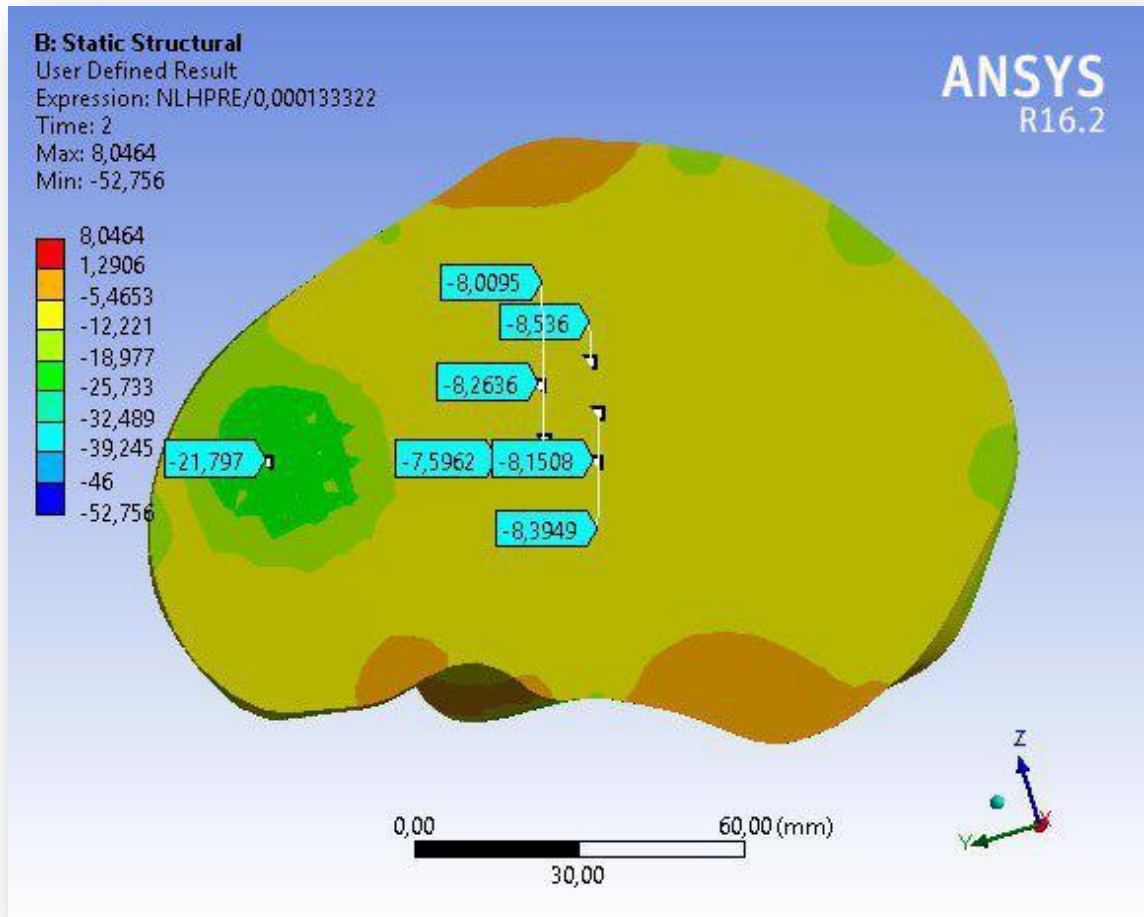 B: Static Structural
User Defined Result
Expression: NLHPRE/0,000133322
Time: 2
Max: 8,0464
Min: -52,756
ANSYS
R16.2
8,0464
1,2906
-5,4653
-12,221
-18,977
-25,733
-32,489
-39,245
-46
-52,756
-8,0095
-8,536
-8,2636
-21,797
-7,5962
-8,1508
-8,3949
0,00
60,00 (mm)
30,00
Z
Y
X